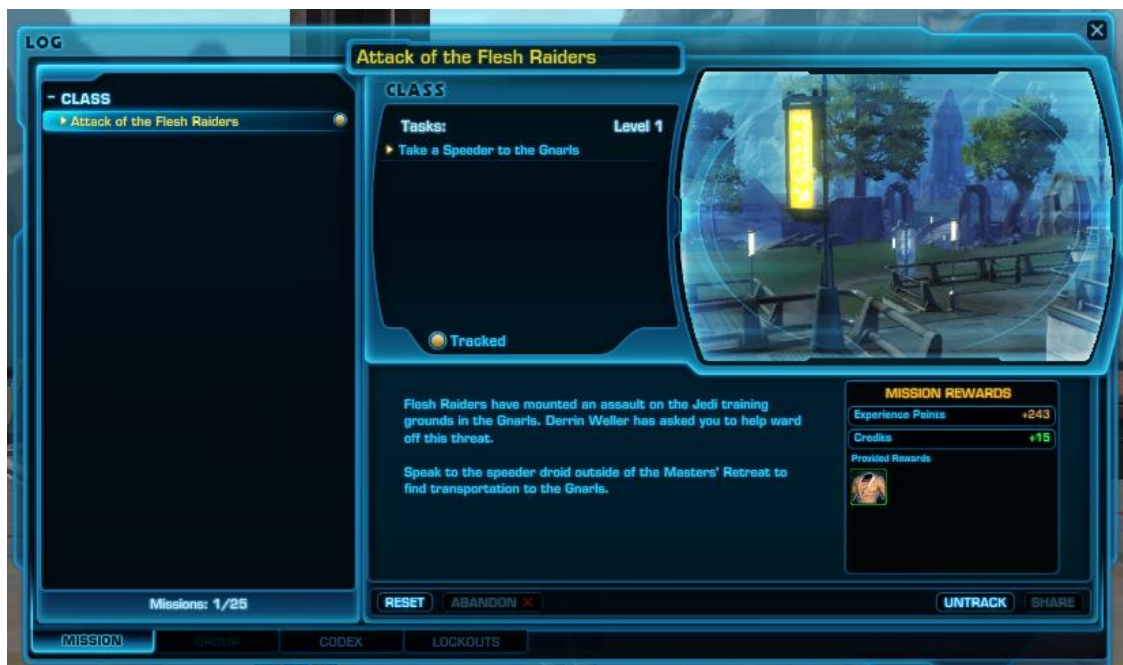 LOG
Attack of the Flesh Raiders
- CLASS
Attack of the Flesh Raiders
CLASS
Tasks: Level 1
Take a Speeder to the Gnarls
Tracked
Flesh Raiders have mounted an assault on the Jedi training
grounds in the Gnarls. Derrin Weller has asked you to help ward
off this threat.
Speak to the speeder droid outside of the Masters' Retreat to
find transportation to the Gnarls.
MISSION REWARDS
Experience Points +243
Credits +15
Provided Rewards
Missions: 1/25
RESET ABANDON X UNTRACK SHARE
MISSION GROUP CODEX LOCKOUTS